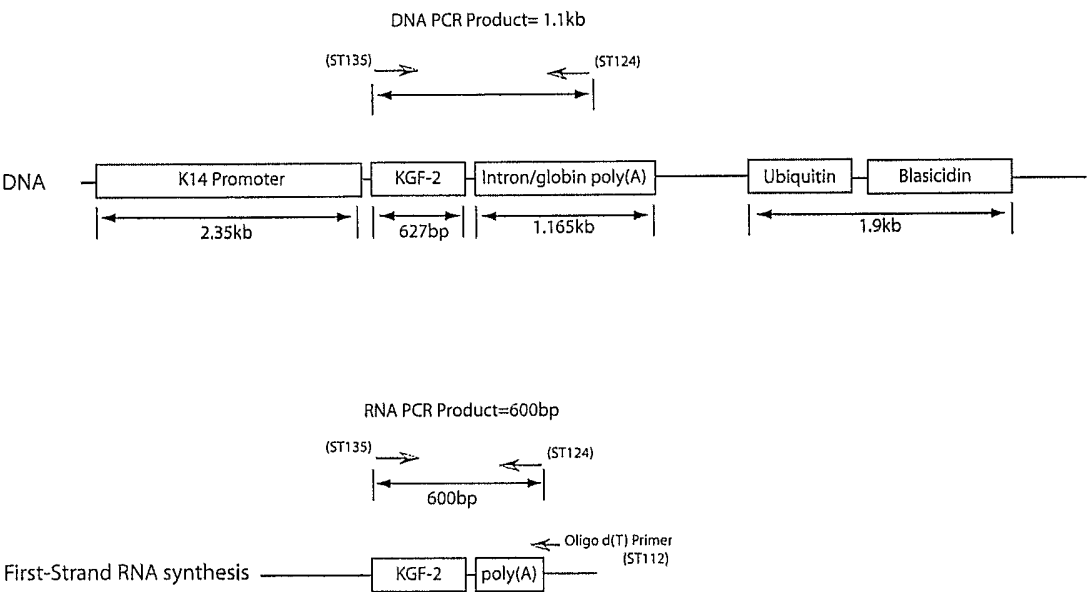 DNA PCR Product= 1.1kb
(ST135)
(ST124)
DNA
K14 Promoter
KGF-2
Intron/globin poly(A)
Ubiquitin
Blasicidin
2.35kb
627bp
1.165kb
1.9kb
RNA PCR Product=600bp
(ST135)
(ST124)
600bp
Oligo d(T) Primer
(ST112)
First-Strand RNA synthesis
KGF-2
poly(A)